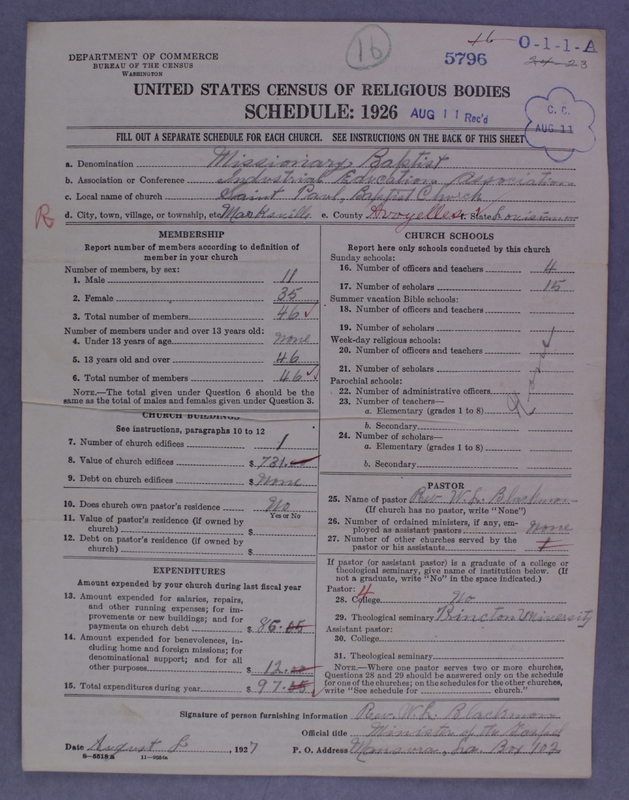 16
16 O-1-1-A
5796 24-23
DEPARTMENT OF COMMERCE
BUREAU OF THE CENSUS
WASHINGTON
UNITED STATES CENSUS OF RELIGIOUS BODIES
SCHEDULE: 1926 AUG 11 Rec'd
C. C.
AUG 11
FILL OUT A SEPARATE SCHEDULE FOR EACH CHURCH. SEE INSTRUCTIONS ON THE BACK OF THIS SHEET
a. Denomination Missionary Baptist
b. Association or Conference Industrial Education Association
c. Local name of church Saint Paul, Baptist Church
R d. City, town, village, or township, etc Marksville e. County Avoyelles f. State Louisiana
MEMBERSHIP
Report number of members according to definition of
member in your church
Number of members, by sex:
1. Male 11
2. Female 35
3. Total number of members 46
Number of members under and over 13 years old:
4. Under 13 years of age None
5. 13 years old and over 46
6. Total number of members 46
NOTE.—The total given under Question 6 should be the
same as the total of males and females given under Question 3.
CHURCH BUILDINGS
See instructions, paragraphs 10 to 12
7. Number of church edifices 1
8. Value of church edifices $ 731.
9. Debt on church edifices $ None
10. Does church own pastor's residence? No
Yes or No
11. Value of pastor's residence (if owned by
church) $
12. Debt on pastor's residence (if owned by
church) $
EXPENDITURES
Amount expended by your church during last fiscal year
13. Amount expended for salaries, repairs,
and other running expenses; for im-
provements or new buildings; and for
payments on church debt $ 85.
14. Amount expended for benevolences, in-
cluding home and foreign missions; for
denominational support; and for all
other purposes $ 12.
15. Total expenditures during year $ 97.
CHURCH SCHOOLS
Report here only schools conducted by this church
Sunday schools:
16. Number of officers and teachers 4
17. Number of scholars 15
Summer vacation Bible schools:
18. Number of officers and teachers
19. Number of scholars
Week-day religious schools:
20. Number of officers and teachers
21. Number of scholars
Parochial schools:
22. Number of administrative officers
23. Number of teachers—
a. Elementary (grades 1 to 8)
b. Secondary
24. Number of scholars—
a. Elementary (grades 1 to 8)
b. Secondary
None
PASTOR
25. Name of pastor Rev. W. L. Blackmon
(If church has no pastor, write "None")
26. Number of ordained ministers, if any, em-
ployed as assistant pastors None
27. Number of other churches served by the
pastor or his assistants 1
If pastor (or assistant pastor) is a graduate of a college or
theological seminary, give name of institution below. (If
not a graduate, write "No" in the space indicated.)
Pastor: 4
28. College No
29. Theological seminary Princton University
Assistant pastor:
30. College
31. Theological seminary
NOTE.—Where one pastor serves two or more churches,
Questions 28 and 29 should be answered only on the schedule
for one of the churches; on the schedules for the other churches,
write "See schedule for church."
Signature of person furnishing information Rev. W. L. Blackmon
Official title Minister of the Gospel
Date August 6, 1927 P. O. Address Mansura, La. Box 402
8-5518a 11-9054a